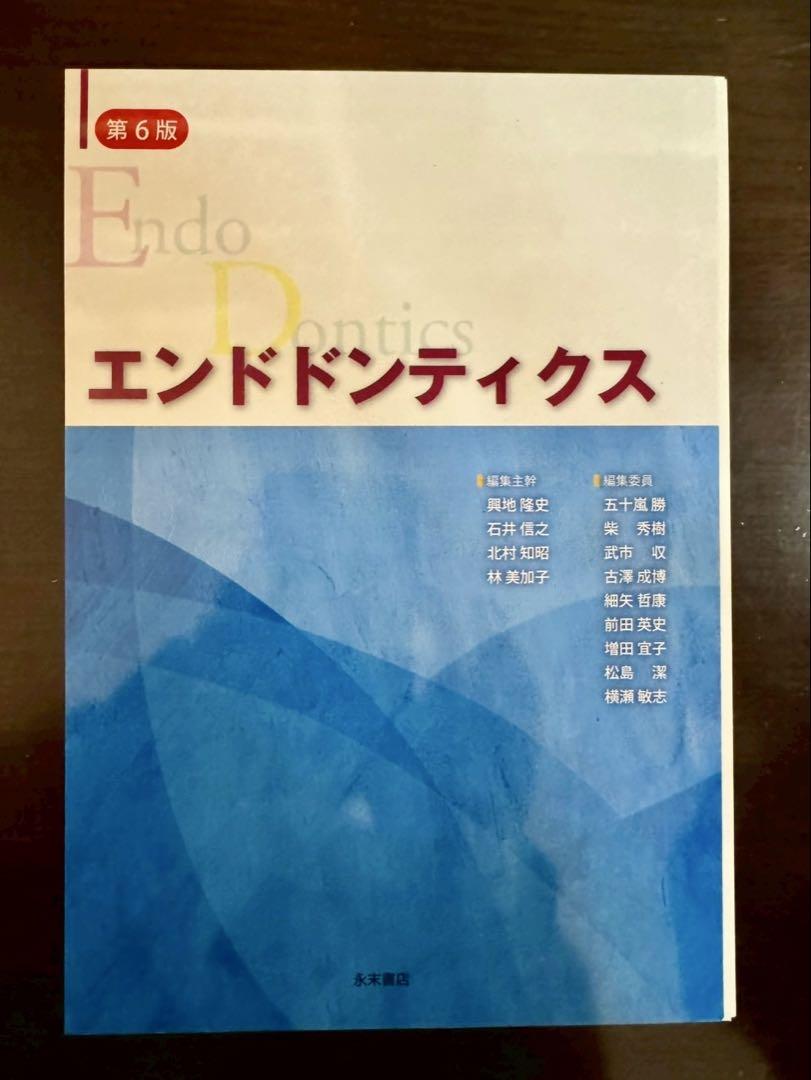 第6版
Endo
Dontics
エンドドンティクス
編集主幹
興地 隆史
石井 信之
北村 知昭
林 美加子
編集委員
五十嵐 勝
柴 秀樹
武市 収
古澤 成博
細矢 哲康
前田 英史
増田 宜子
松島 潔
横瀬 敏志
永末書店